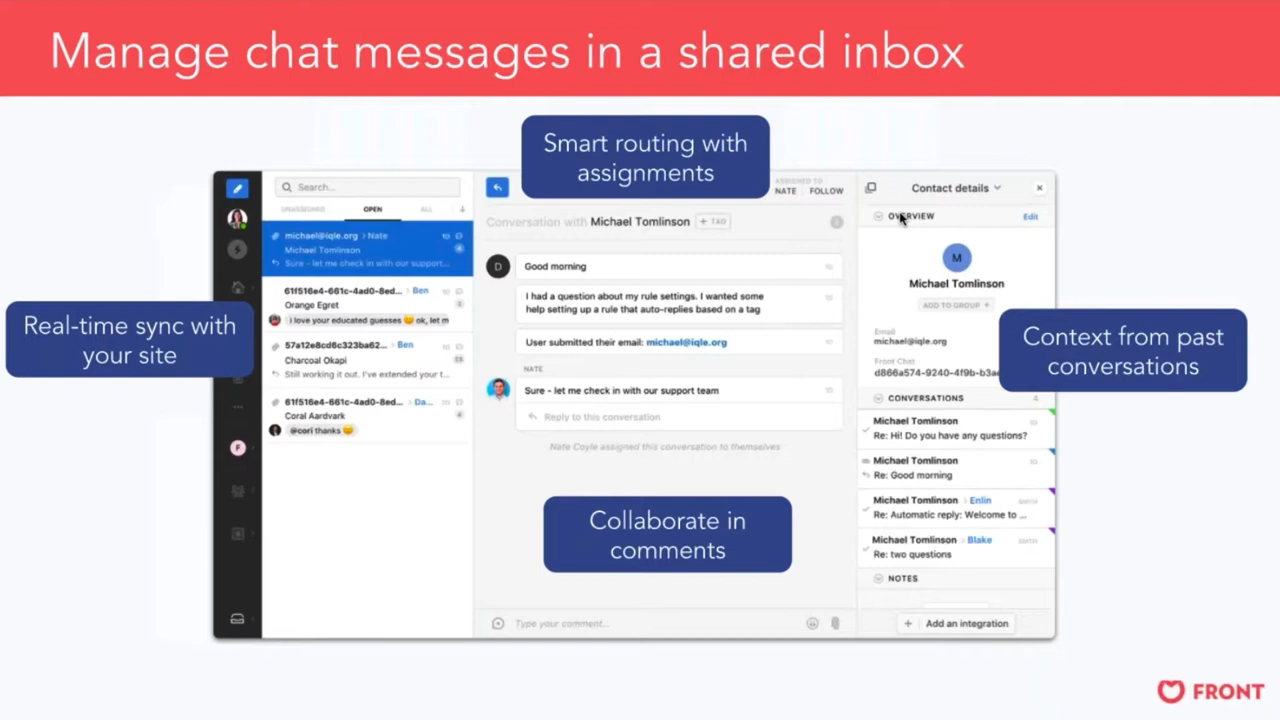 Manage chat messages in a shared inbox
Smart routing with
assignments
Real-time sync with
your site
Context from past
conversations
Collaborate in
comments
Search...
UNASSIGNED
OPEN
ALL
michael@iqle.org > Nate
Michael Tomlinson
Sure - let me check in with our support...
61f516e4-661c-4ad0-8ed... > Ben
Orange Egret
i love your educated guesses 😄 ok, let m
57a12e8cd6c323ba62... > Ben
Charcoal Okapi
Still working it out. I've extended your t...
61f516e4-661c-4ad0-8ed... > Da...
Coral Aardvark
@cori thanks 😄
F
ASSIGNED TO
NATE FOLLOW
Conversation with Michael Tomlinson + TAG
D
Good morning
I had a question about my rule settings. I wanted some
help setting up a rule that auto-replies based on a tag
User submitted their email: michael@iqle.org
NATE
Sure - let me check in with our support team
Reply to this conversation
Nate Coyle assigned this conversation to themselves
Type your comment...
Contact details
OVERVIEW
Edit
M
Michael Tomlinson
ADD TO GROUP +
Email
michael@iqle.org
Front Chat
d866a574-9240-4f9b-b3a
CONVERSATIONS 4
Michael Tomlinson
Re: Hi! Do you have any questions?
Michael Tomlinson
Re: Good morning
Michael Tomlinson > Enlin
Re: Automatic reply: Welcome to ...
Michael Tomlinson > Blake
Re: two questions
NOTES
+ Add an integration
FRONT